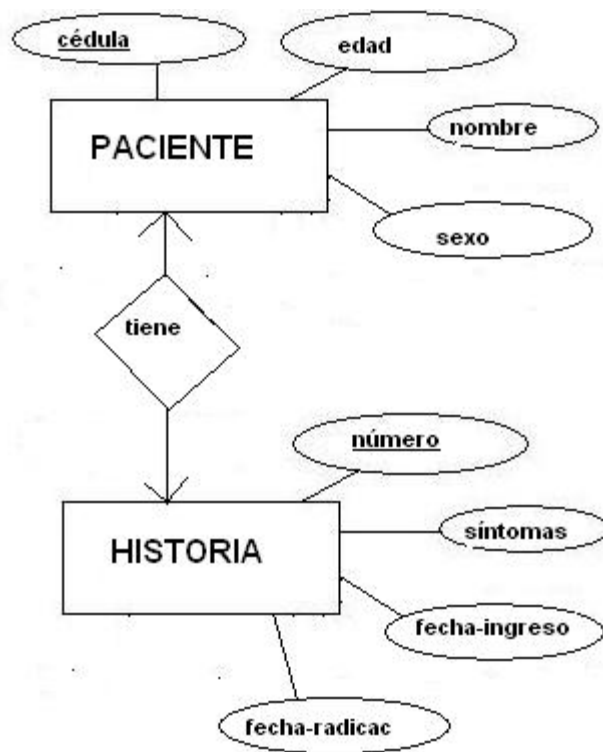 cédula
edad
PACIENTE
nombre
sexo
tiene
número
HISTORIA
síntomas
fecha-ingreso
fecha-radicac